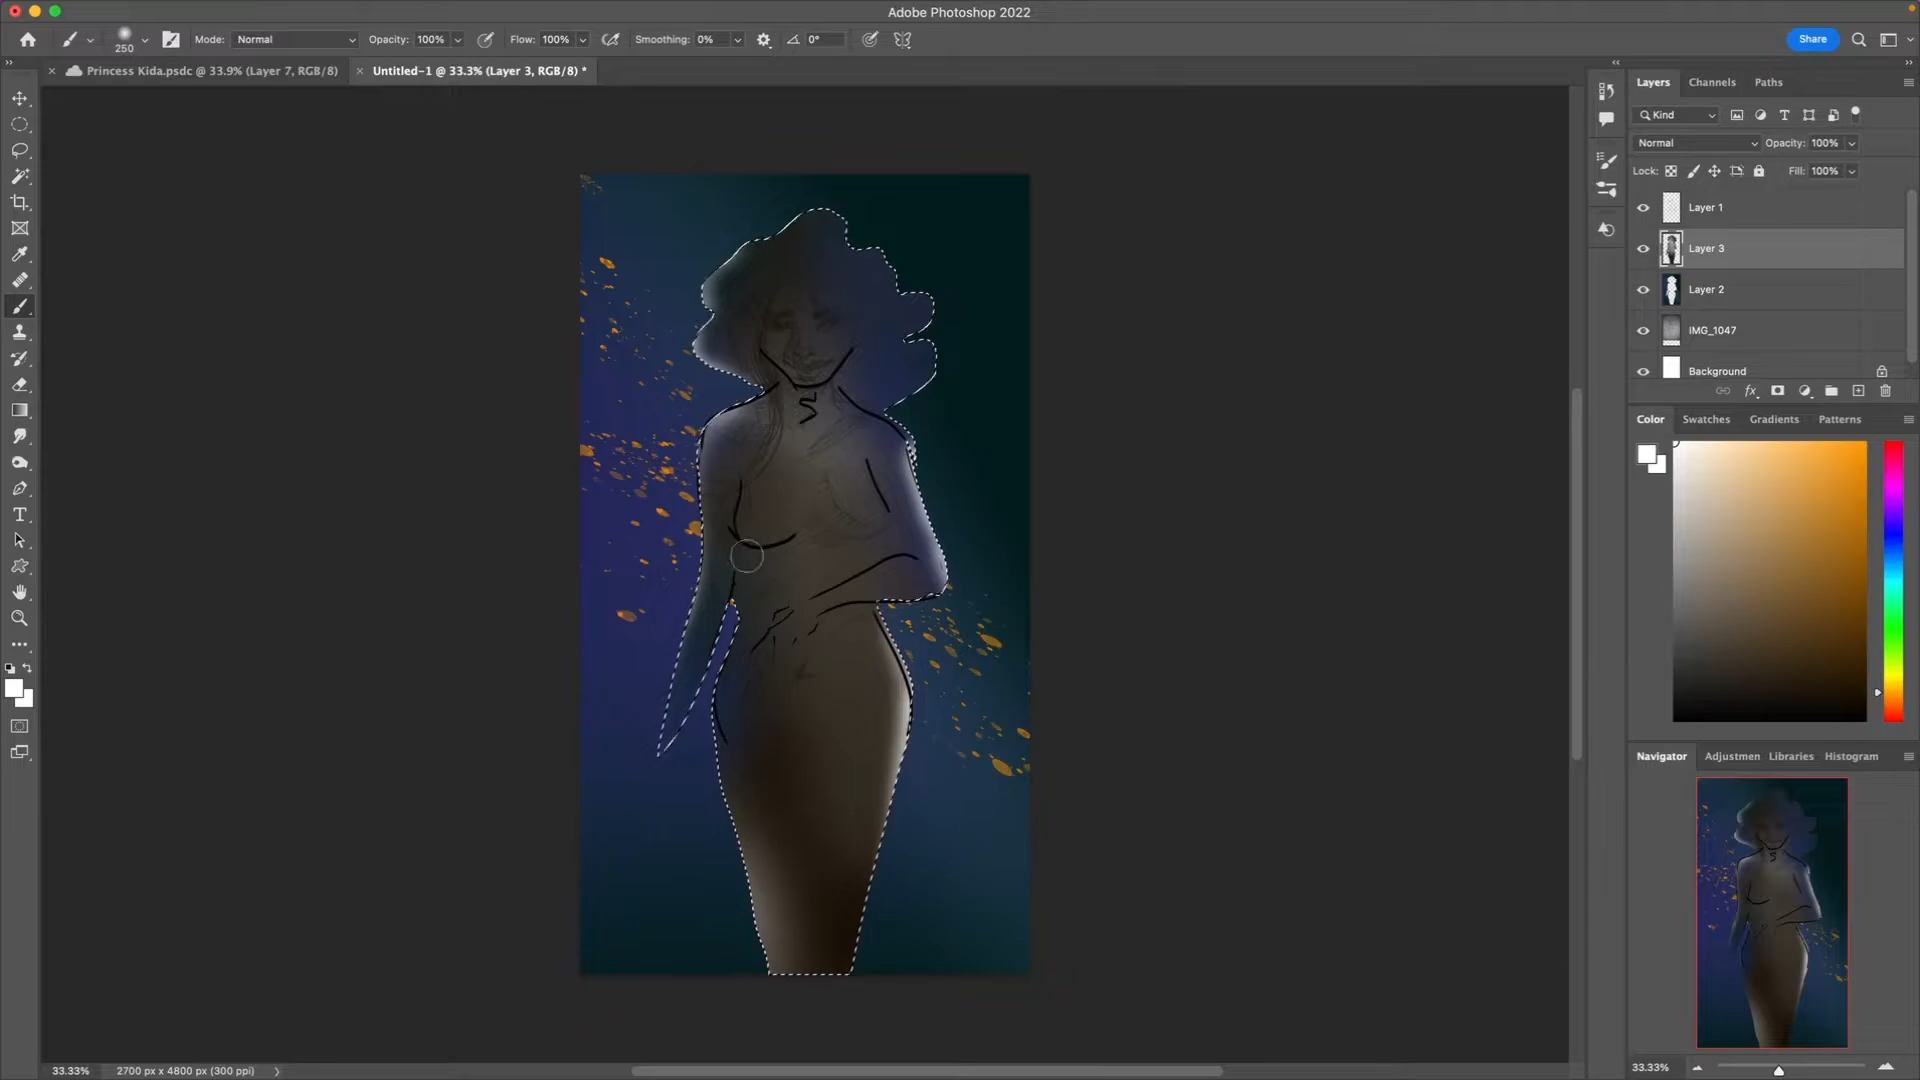 Adobe Photoshop 2022
250
Mode: Normal
Opacity: 100%
Flow: 100%
Smoothing: 0%
0°
Share
Princess Kida.psdc @ 33.9% (Layer 7, RGB/8)
Untitled-1 @ 33.3% (Layer 3, RGB/8) *
Layers Channels Paths
Kind
Normal Opacity: 100%
Lock: Fill: 100%
Layer 1
Layer 3
Layer 2
IMG_1047
Background
fx
Color Swatches Gradients Patterns
Navigator Adjustmen Libraries Histogram
33.33%
33.33% 2700 px x 4800 px (300 ppi)